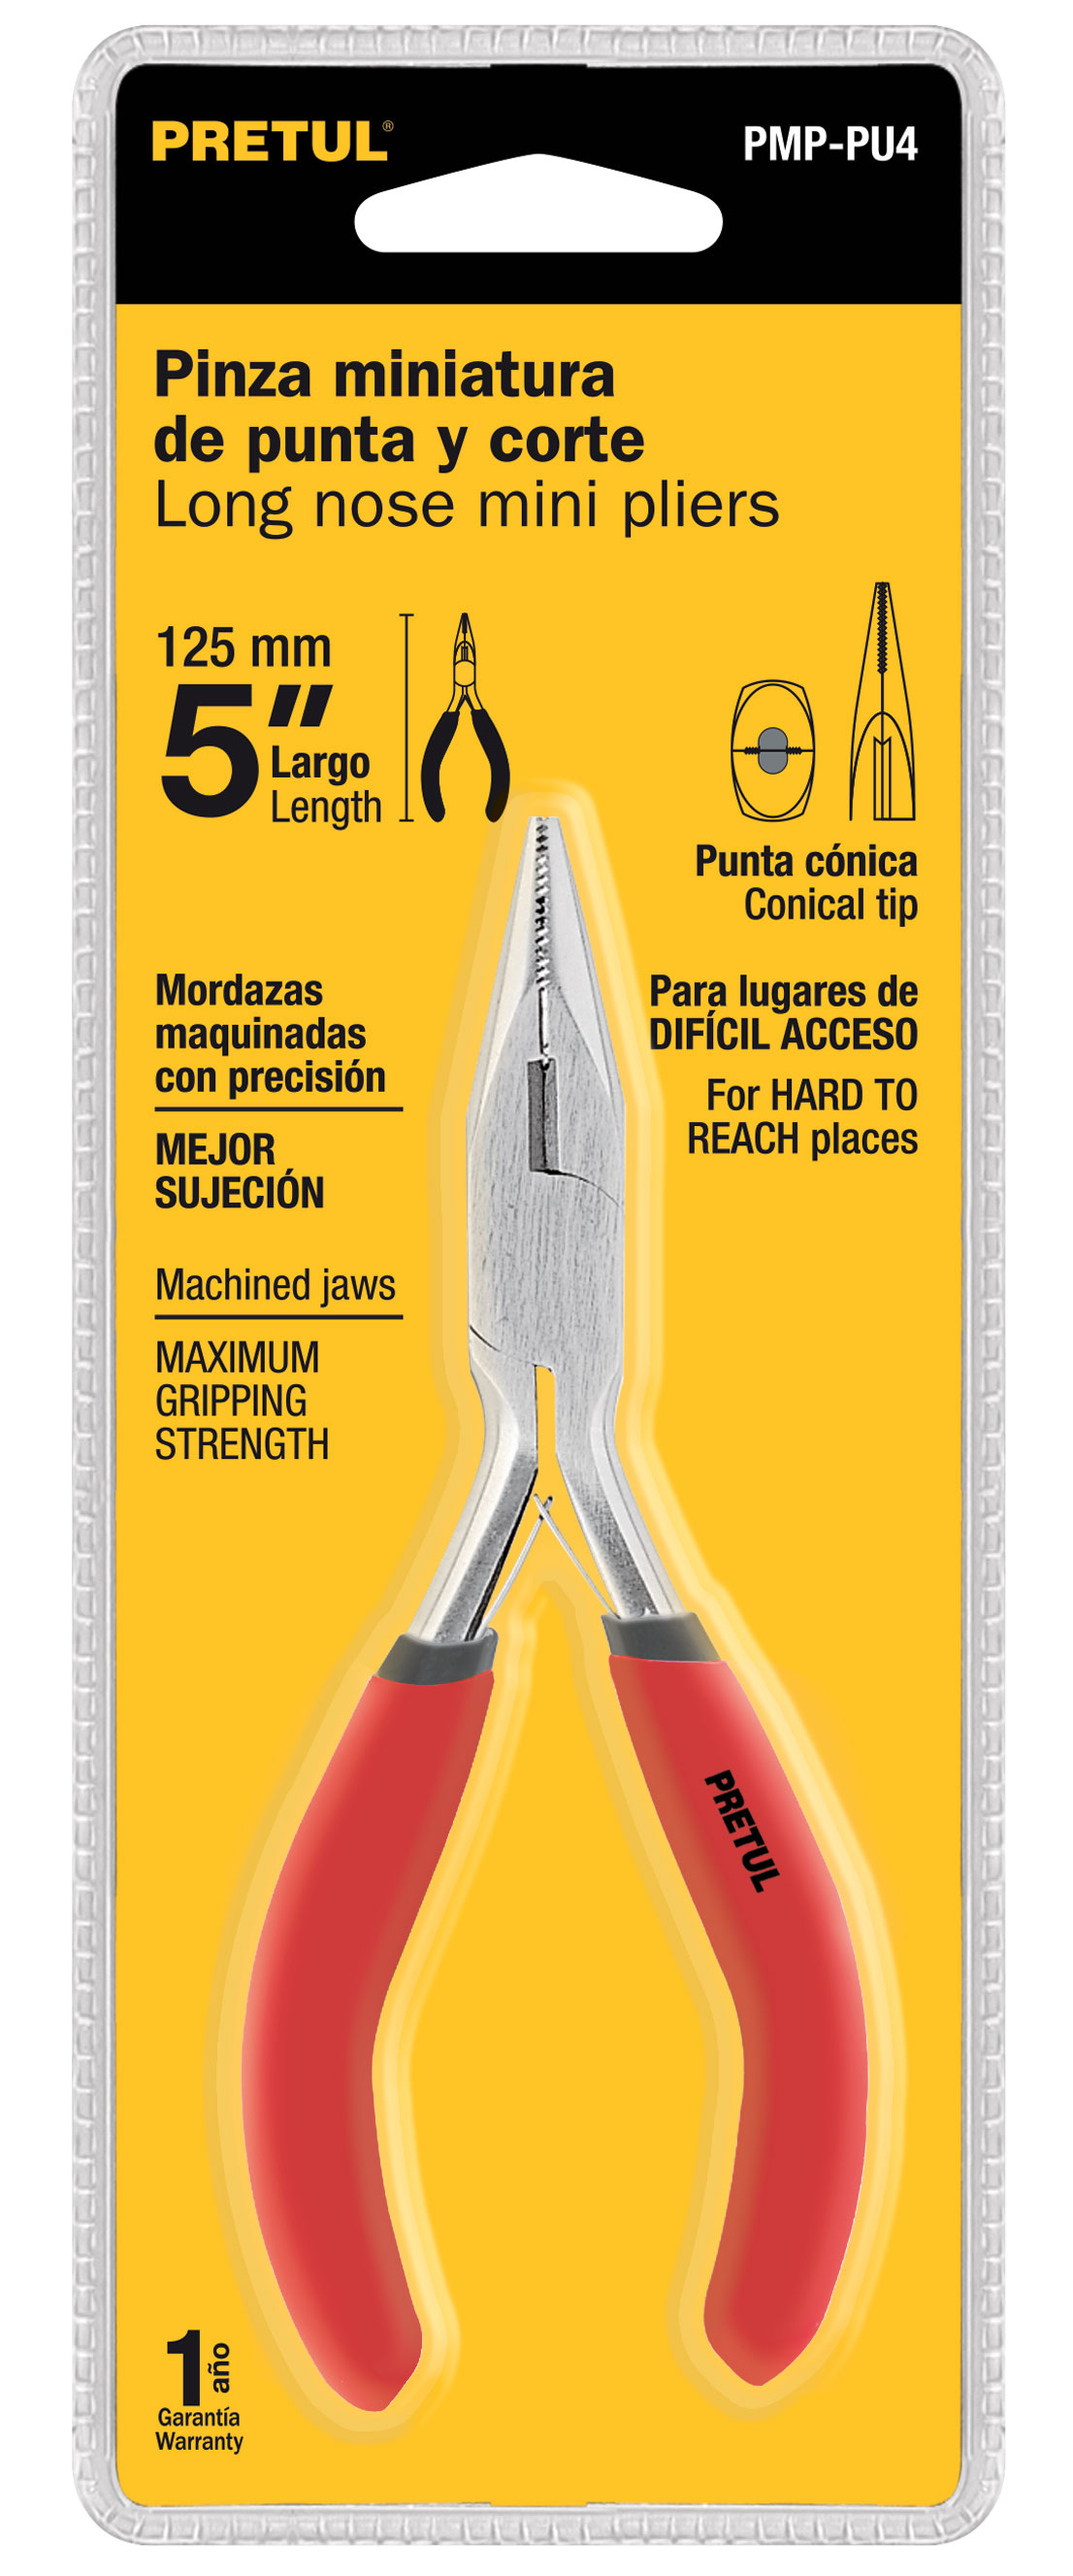 PRETUL®
PMP-PU4
Pinza miniatura
de punta y corte
Long nose mini pliers
125 mm
5"
Largo
Length
Punta cónica
Conical tip
Mordazas
maquinadas
con precisión
MEJOR
SUJECIÓN
Machined jaws
MAXIMUM
GRIPPING
STRENGTH
Para lugares de
DIFÍCIL ACCESO
For HARD TO
REACH places
PRETUL
1 año
Garantía
Warranty